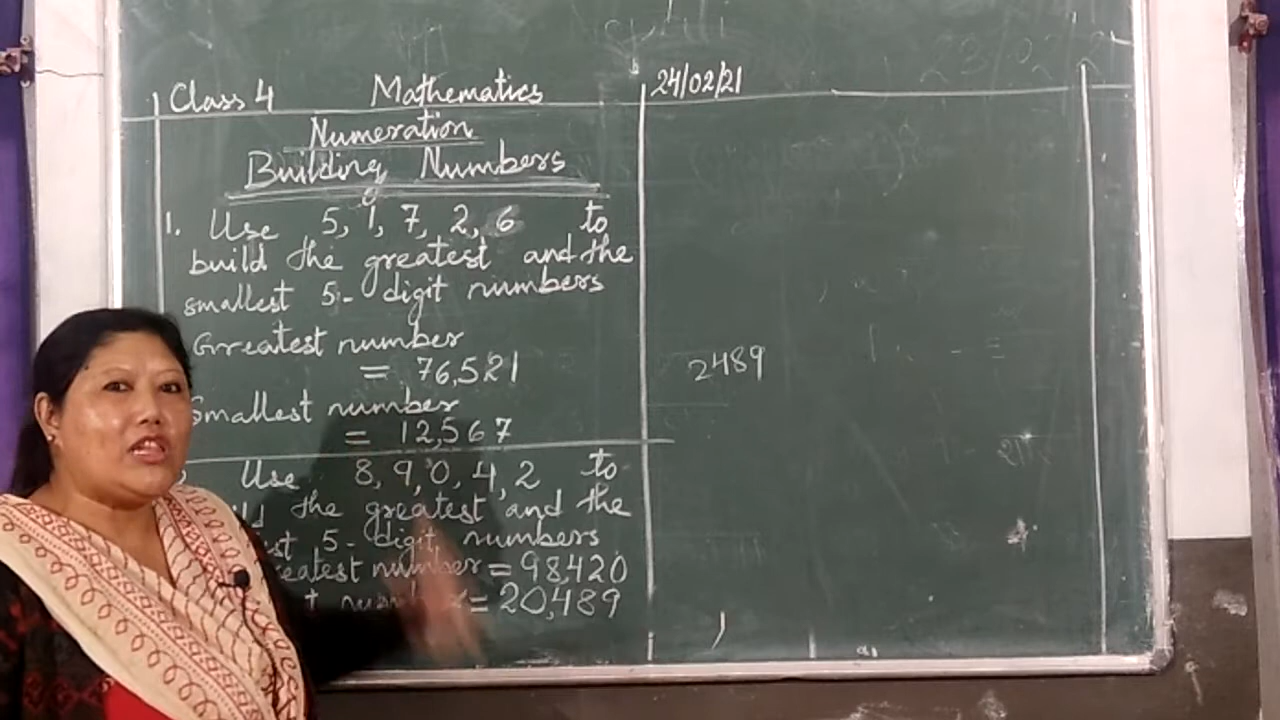 Class 4 Mathematics 24/02/21
Numeration
Building Numbers
1. Use 5, 1, 7, 2, 6 to
build the greatest and the
smallest 5- digit numbers
Greatest number
= 76,521
Smallest number
= 12,567
Use 8, 9, 0, 4, 2 to
the greatest and the
5- digit numbers
number = 98,420
= 20,489
2489